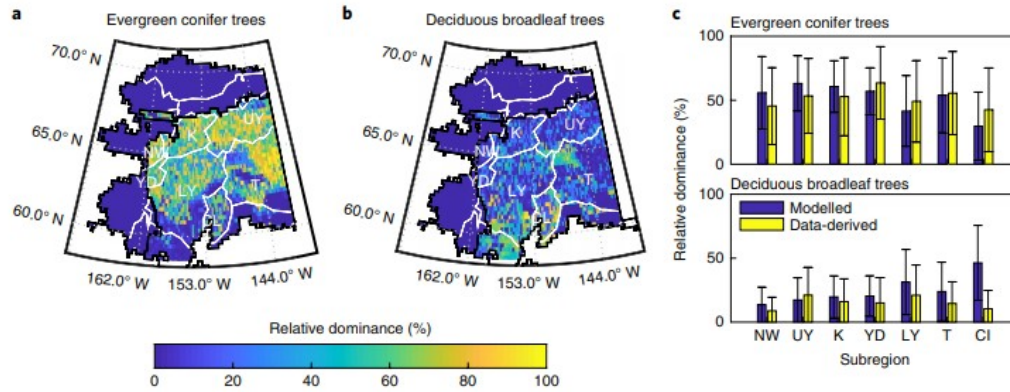 a
Evergreen conifer trees
70.0° N
65.0° N
60.0° N
162.0° W
153.0° W
144.0° W
K
UY
NW
YD
LY
T
b
Deciduous broadleaf trees
70.0° N
65.0° N
60.0° N
162.0° W
153.0° W
144.0° W
K
UY
LY
T
Relative dominance (%)
0 20 40 60 80 100
c
Evergreen conifer trees
100
50
0
Relative dominance (%)
Deciduous broadleaf trees
100
50
0
Modelled
Data-derived
NW UY K YD LY T CI
Subregion